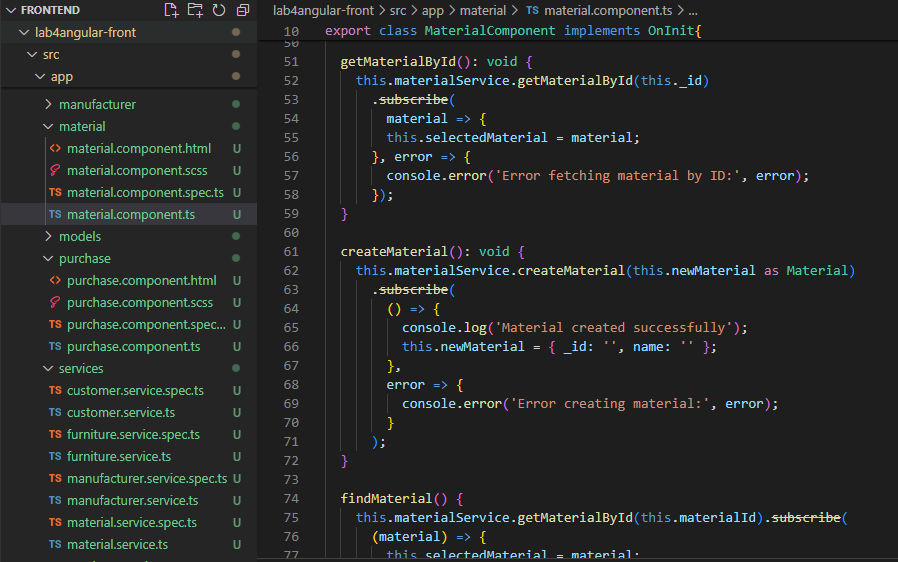 FRONTEND
lab4angular-front
src
app
manufacturer
material
material.component.html U
material.component.scss U
material.component.spec.ts U
material.component.ts U
models
purchase
purchase.component.html U
purchase.component.scss U
purchase.component.spec... U
purchase.component.ts U
services
customer.service.spec.ts U
customer.service.ts U
furniture.service.spec.ts U
furniture.service.ts U
manufacturer.service.spec.ts U
manufacturer.service.ts U
material.service.spec.ts U
material.service.ts U
lab4angular-front > src > app > material > TS material.component.ts > ...
10 export class MaterialComponent implements OnInit{
50
51 getMaterialById(): void {
52 this.materialService.getMaterialById(this._id)
53 .subscribe(
54 material => {
55 this.selectedMaterial = material;
56 }, error => {
57 console.error('Error fetching material by ID:', error);
58 });
59 }
60
61 createMaterial(): void {
62 this.materialService.createMaterial(this.newMaterial as Material)
63 .subscribe(
64 () => {
65 console.log('Material created successfully');
66 this.newMaterial = { _id: '', name: '' };
67 },
68 error => {
69 console.error('Error creating material:', error);
70 }
71 );
72 }
73
74 findMaterial() {
75 this.materialService.getMaterialById(this.materialId).subscribe(
76 (material) => {
77 this.selectedMaterial = material;